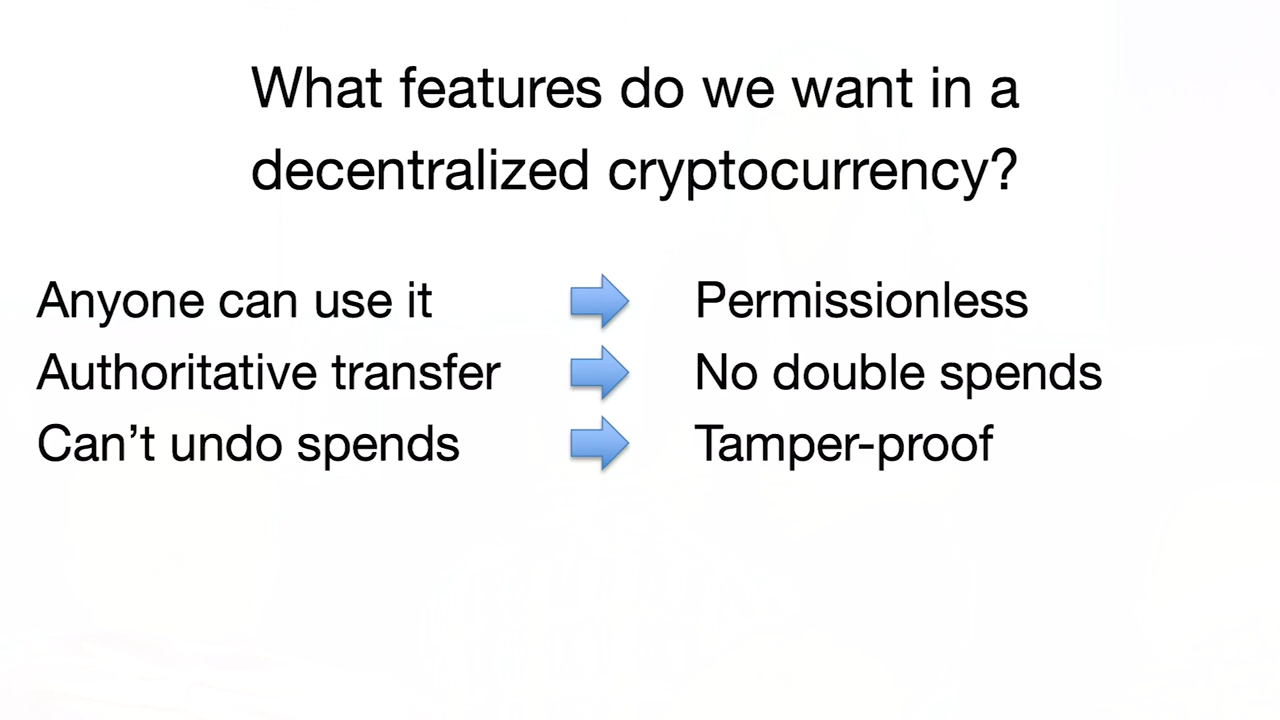 What features do we want in a
decentralized cryptocurrency?
Anyone can use it Permissionless
Authoritative transfer No double spends
Can’t undo spends Tamper-proof